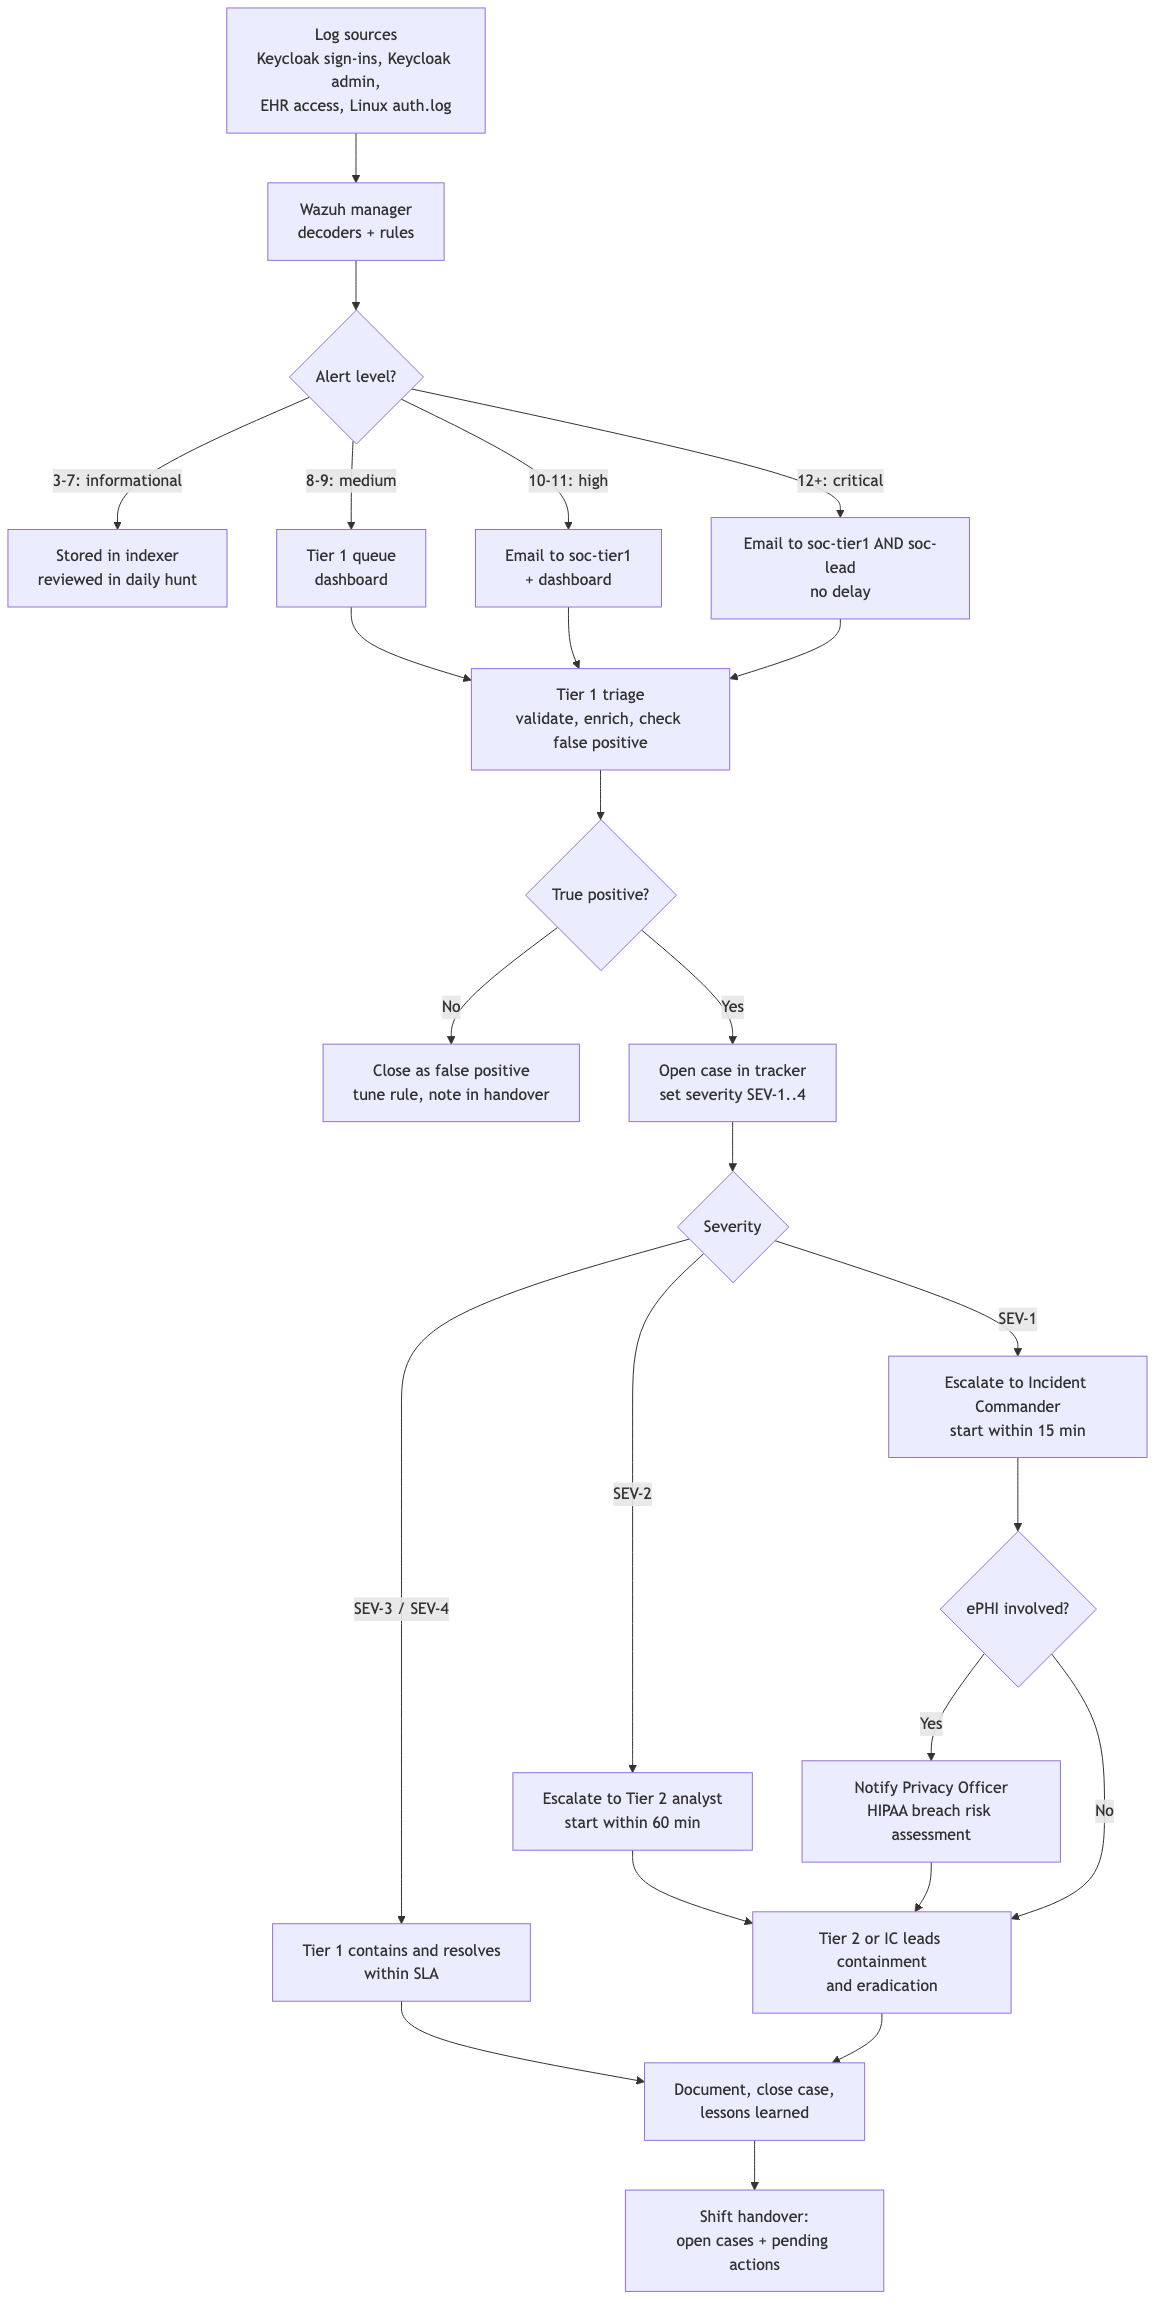 Log sources
Keycloak sign-ins, Keycloak
admin,
EHR access, Linux auth.log
Wazuh manager
decoders + rules
Alert level?
3-7: informational
8-9: medium
10-11: high
12+: critical
Stored in indexer
reviewed in daily hunt
Tier 1 queue
dashboard
Email to soc-tier1
+ dashboard
Email to soc-tier1 AND soc-
lead
no delay
Tier 1 triage
validate, enrich, check
false positive
True positive?
No
Yes
Close as false positive
tune rule, note in handover
Open case in tracker
set severity SEV-1..4
Severity
SEV-1
Escalate to Incident
Commander
start within 15 min
SEV-2
SEV-3 / SEV-4
ePHI involved?
Yes
No
Escalate to Tier 2 analyst
start within 60 min
Notify Privacy Officer
HIPAA breach risk
assessment
Tier 1 contains and resolves
within SLA
Tier 2 or IC leads
containment
and eradication
Document, close case,
lessons learned
Shift handover:
open cases + pending
actions